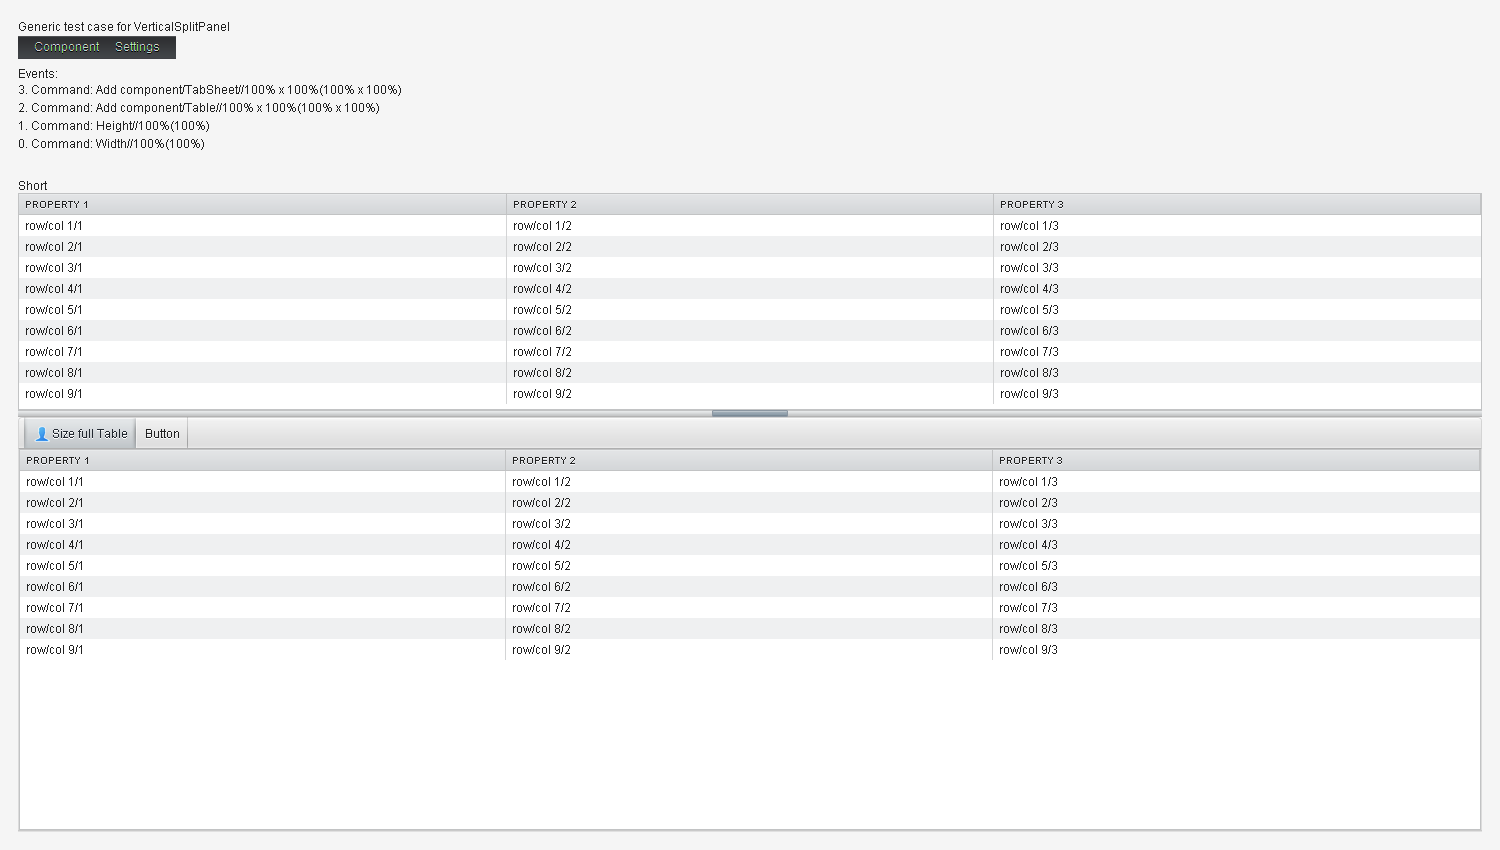 Generic test case for VerticalSplitPanel
Component Settings
Events:
3. Command: Add component/TabSheet//100% x 100%(100% x 100%)
2. Command: Add component/Table//100% x 100%(100% x 100%)
1. Command: Height//100%(100%)
0. Command: Width//100%(100%)
Short
PROPERTY 1 PROPERTY 2 PROPERTY 3
row/col 1/1 row/col 1/2 row/col 1/3
row/col 2/1 row/col 2/2 row/col 2/3
row/col 3/1 row/col 3/2 row/col 3/3
row/col 4/1 row/col 4/2 row/col 4/3
row/col 5/1 row/col 5/2 row/col 5/3
row/col 6/1 row/col 6/2 row/col 6/3
row/col 7/1 row/col 7/2 row/col 7/3
row/col 8/1 row/col 8/2 row/col 8/3
row/col 9/1 row/col 9/2 row/col 9/3
Size full Table Button
PROPERTY 1 PROPERTY 2 PROPERTY 3
row/col 1/1 row/col 1/2 row/col 1/3
row/col 2/1 row/col 2/2 row/col 2/3
row/col 3/1 row/col 3/2 row/col 3/3
row/col 4/1 row/col 4/2 row/col 4/3
row/col 5/1 row/col 5/2 row/col 5/3
row/col 6/1 row/col 6/2 row/col 6/3
row/col 7/1 row/col 7/2 row/col 7/3
row/col 8/1 row/col 8/2 row/col 8/3
row/col 9/1 row/col 9/2 row/col 9/3